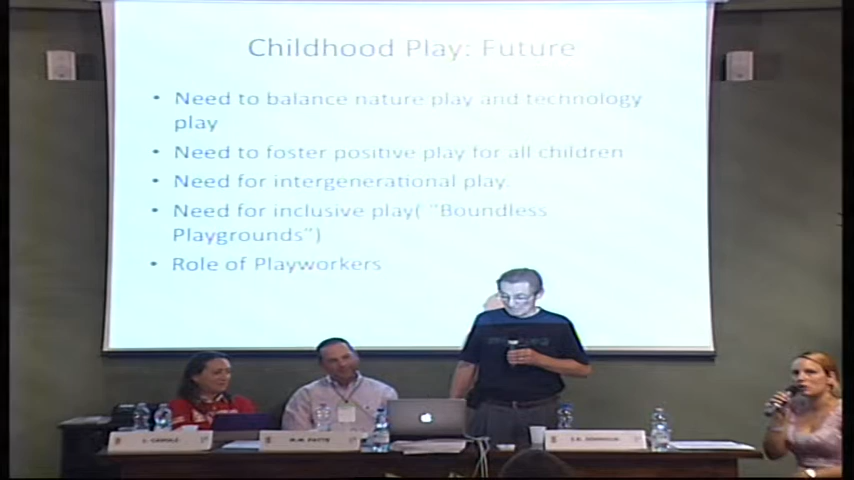 Childhood Play: Future
• Need to balance nature play and technology
play
• Need to foster positive play for all children
• Need for intergenerational play.
• Need for inclusive play( "Boundless
Playgrounds")
• Role of Playworkers
M.M. PATTE